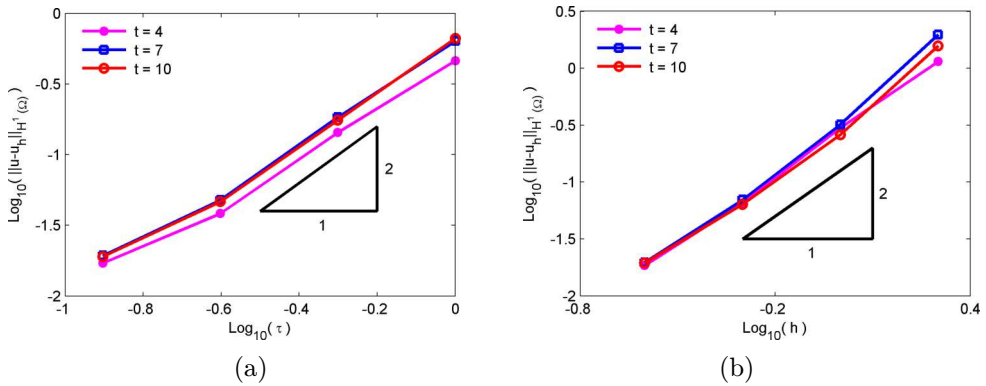 t = 4
t = 7
t = 10
0
-0.5
-1
-1.5
-2
-1
-0.8
-0.6
-0.4
-0.2
0
1
2
Log10( ||u-uh||H1 (Ω))
Log10( τ )
(a)
t = 4
t = 7
t = 10
0.5
0
-0.5
-1
-1.5
-2
-0.8
-0.2
0.4
1
2
Log10( ||u-uh||H1 (Ω))
Log10( h )
(b)